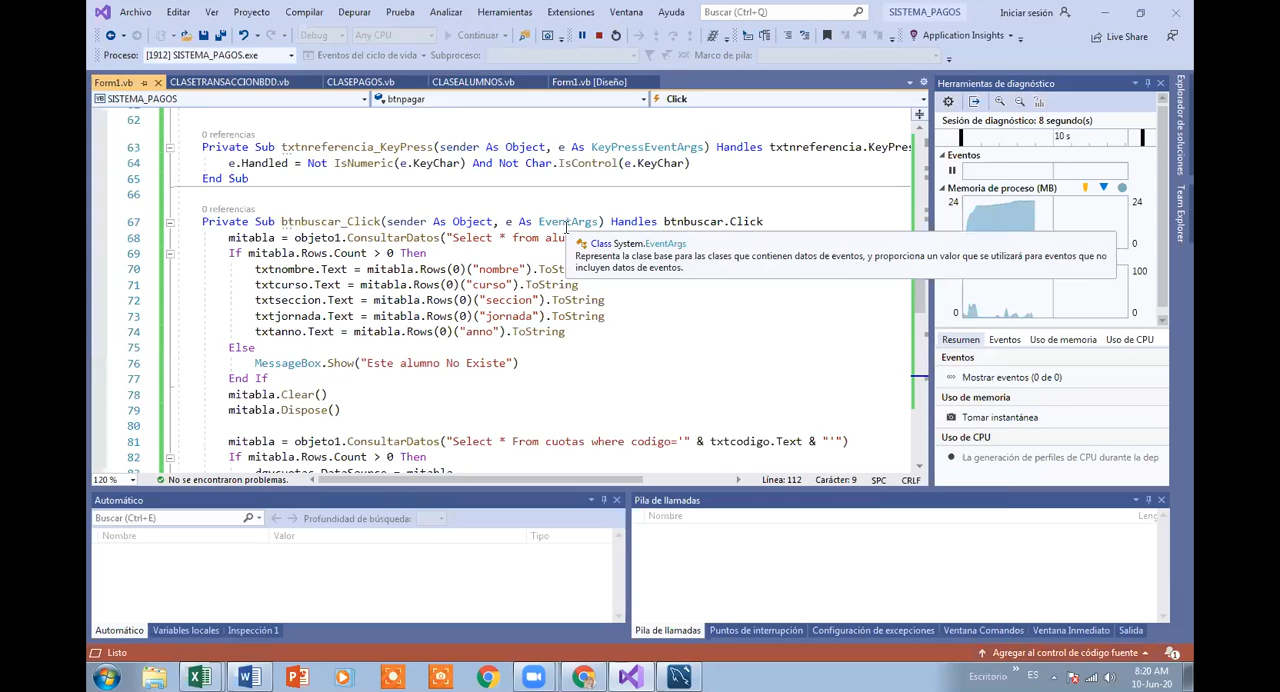 Archivo Editar Ver Proyecto Compilar Depurar Prueba Analizar Herramientas Extensiones Ventana Ayuda Buscar (Ctrl+Q) SISTEMA_PAGOS Iniciar sesión
Debug Any CPU Continuar Application Insights Live Share
Proceso: [1912] SISTEMA_PAGOS.exe Eventos del ciclo de vida Subproceso: Marco de pila:
Form1.vb CLASETRANSACCIONBDD.vb CLASEPAGOS.vb CLASEALUMNOS.vb Form1.vb [Diseño]
SISTEMA_PAGOS btnpagar Click
62
0 referencias
63 Private Sub txtnreferencia_KeyPress(sender As Object, e As KeyPressEventArgs) Handles txtnreferencia.KeyPres
64 e.Handled = Not IsNumeric(e.KeyChar) And Not Char.IsControl(e.KeyChar)
65 End Sub
66
0 referencias
67 Private Sub btnbuscar_Click(sender As Object, e As EventArgs) Handles btnbuscar.Click
68 mitabla = objeto1.ConsultarDatos("Select * from alu
Class System.EventArgs
Representa la clase base para las clases que contienen datos de eventos, y proporciona un valor que se utilizará para eventos que no
incluyen datos de eventos.
69 If mitabla.Rows.Count > 0 Then
70 txtnombre.Text = mitabla.Rows(0)("nombre").ToS
71 txtcurso.Text = mitabla.Rows(0)("curso").ToString
72 txtseccion.Text = mitabla.Rows(0)("seccion").ToString
73 txtjornada.Text = mitabla.Rows(0)("jornada").ToString
74 txtanno.Text = mitabla.Rows(0)("anno").ToString
75 Else
76 MessageBox.Show("Este alumno No Existe")
77 End If
78 mitabla.Clear()
79 mitabla.Dispose()
80
81 mitabla = objeto1.ConsultarDatos("Select * From cuotas where codigo='" & txtcodigo.Text & "'")
82 If mitabla.Rows.Count > 0 Then
120 % No se encontraron problemas. Línea: 112 Carácter: 9 SPC CRLF
Herramientas de diagnóstico
Sesión de diagnóstico: 8 segundo(s)
10 s
Eventos
Memoria de proceso (MB)
24 24
0
100
0 0
Resumen Eventos Uso de memoria Uso de CPU
Eventos
Mostrar eventos (0 de 0)
Uso de memoria
Tomar instantánea
Uso de CPU
La generación de perfiles de CPU durante la dep
Explorador de soluciones
Team Explorer
Automático
Buscar (Ctrl+E) Profundidad de búsqueda:
Nombre Valor Tipo
Automático Variables locales Inspección 1
Pila de llamadas
Nombre Leng
Pila de llamadas Puntos de interrupción Configuración de excepciones Ventana Comandos Ventana Inmediato Salida
Listo Agregar al control de código fuente 1
Escritorio » ES 8:20 AM
10-Jun-20